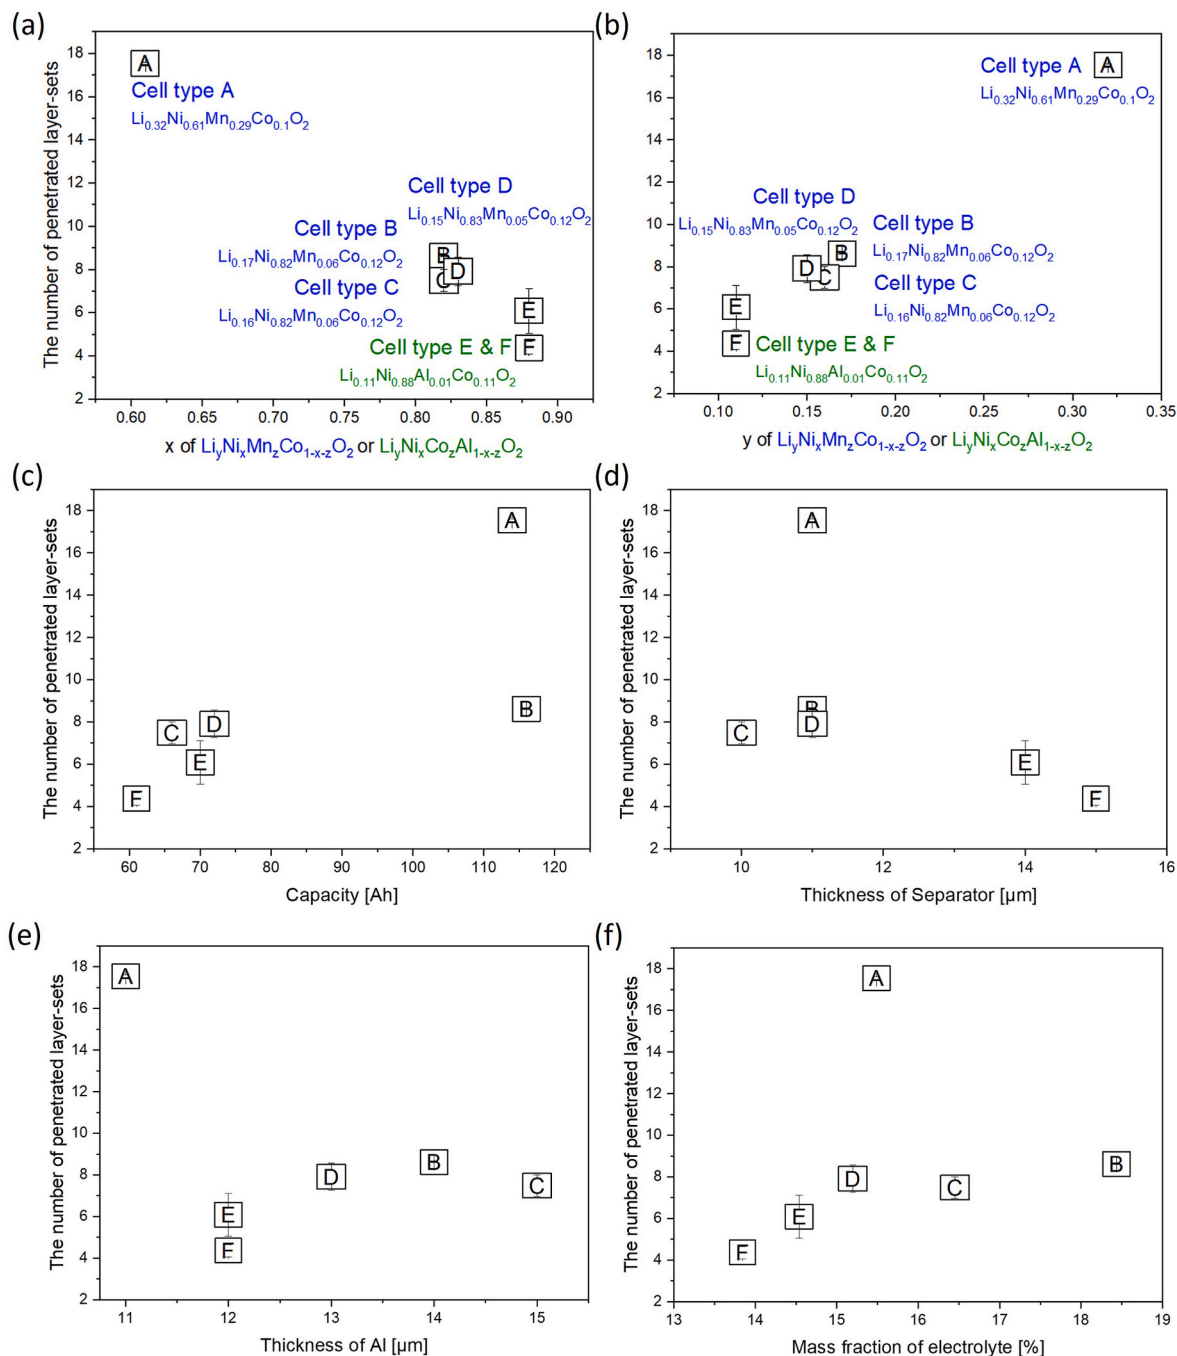 (a)
The number of penetrated layer-sets
18
16
14
12
10
8
6
4
2
A
Cell type A
Li0.32Ni0.61Mn0.29Co0.1O2
Cell type D
Li0.15Ni0.83Mn0.05Co0.12O2
Cell type B
Li0.17Ni0.82Mn0.06Co0.12O2
B
D
C
Cell type C
Li0.16Ni0.82Mn0.06Co0.12O2
E
F
Cell type E & F
Li0.11Ni0.88Al0.01Co0.11O2
0.60 0.65 0.70 0.75 0.80 0.85 0.90
x of LiyNixMnzCo1-x-zO2 or LiyNixCozAl1-x-zO2
(b)
The number of penetrated layer-sets
18
16
14
12
10
8
6
4
2
Cell type A
A
Li0.32Ni0.61Mn0.29Co0.1O2
Cell type D
Li0.15Ni0.83Mn0.05Co0.12O2
Cell type B
Li0.17Ni0.82Mn0.06Co0.12O2
B
D
C
Cell type C
Li0.16Ni0.82Mn0.06Co0.12O2
E
F
Cell type E & F
Li0.11Ni0.88Al0.01Co0.11O2
0.10 0.15 0.20 0.25 0.30 0.35
y of LiyNixMnzCo1-x-zO2 or LiyNixCozAl1-x-zO2
(c)
The number of penetrated layer-sets
18
16
14
12
10
8
6
4
2
A
B
C
D
E
F
60 70 80 90 100 110 120
Capacity [Ah]
(d)
The number of penetrated layer-sets
18
16
14
12
10
8
6
4
2
A
B
D
C
E
F
10 12 14 16
Thickness of Separator [µm]
(e)
The number of penetrated layer-sets
18
16
14
12
10
8
6
4
2
A
B
D
C
E
F
11 12 13 14 15
Thickness of Al [µm]
(f)
The number of penetrated layer-sets
18
16
14
12
10
8
6
4
2
A
B
D
C
E
F
13 14 15 16 17 18 19
Mass fraction of electrolyte [%]